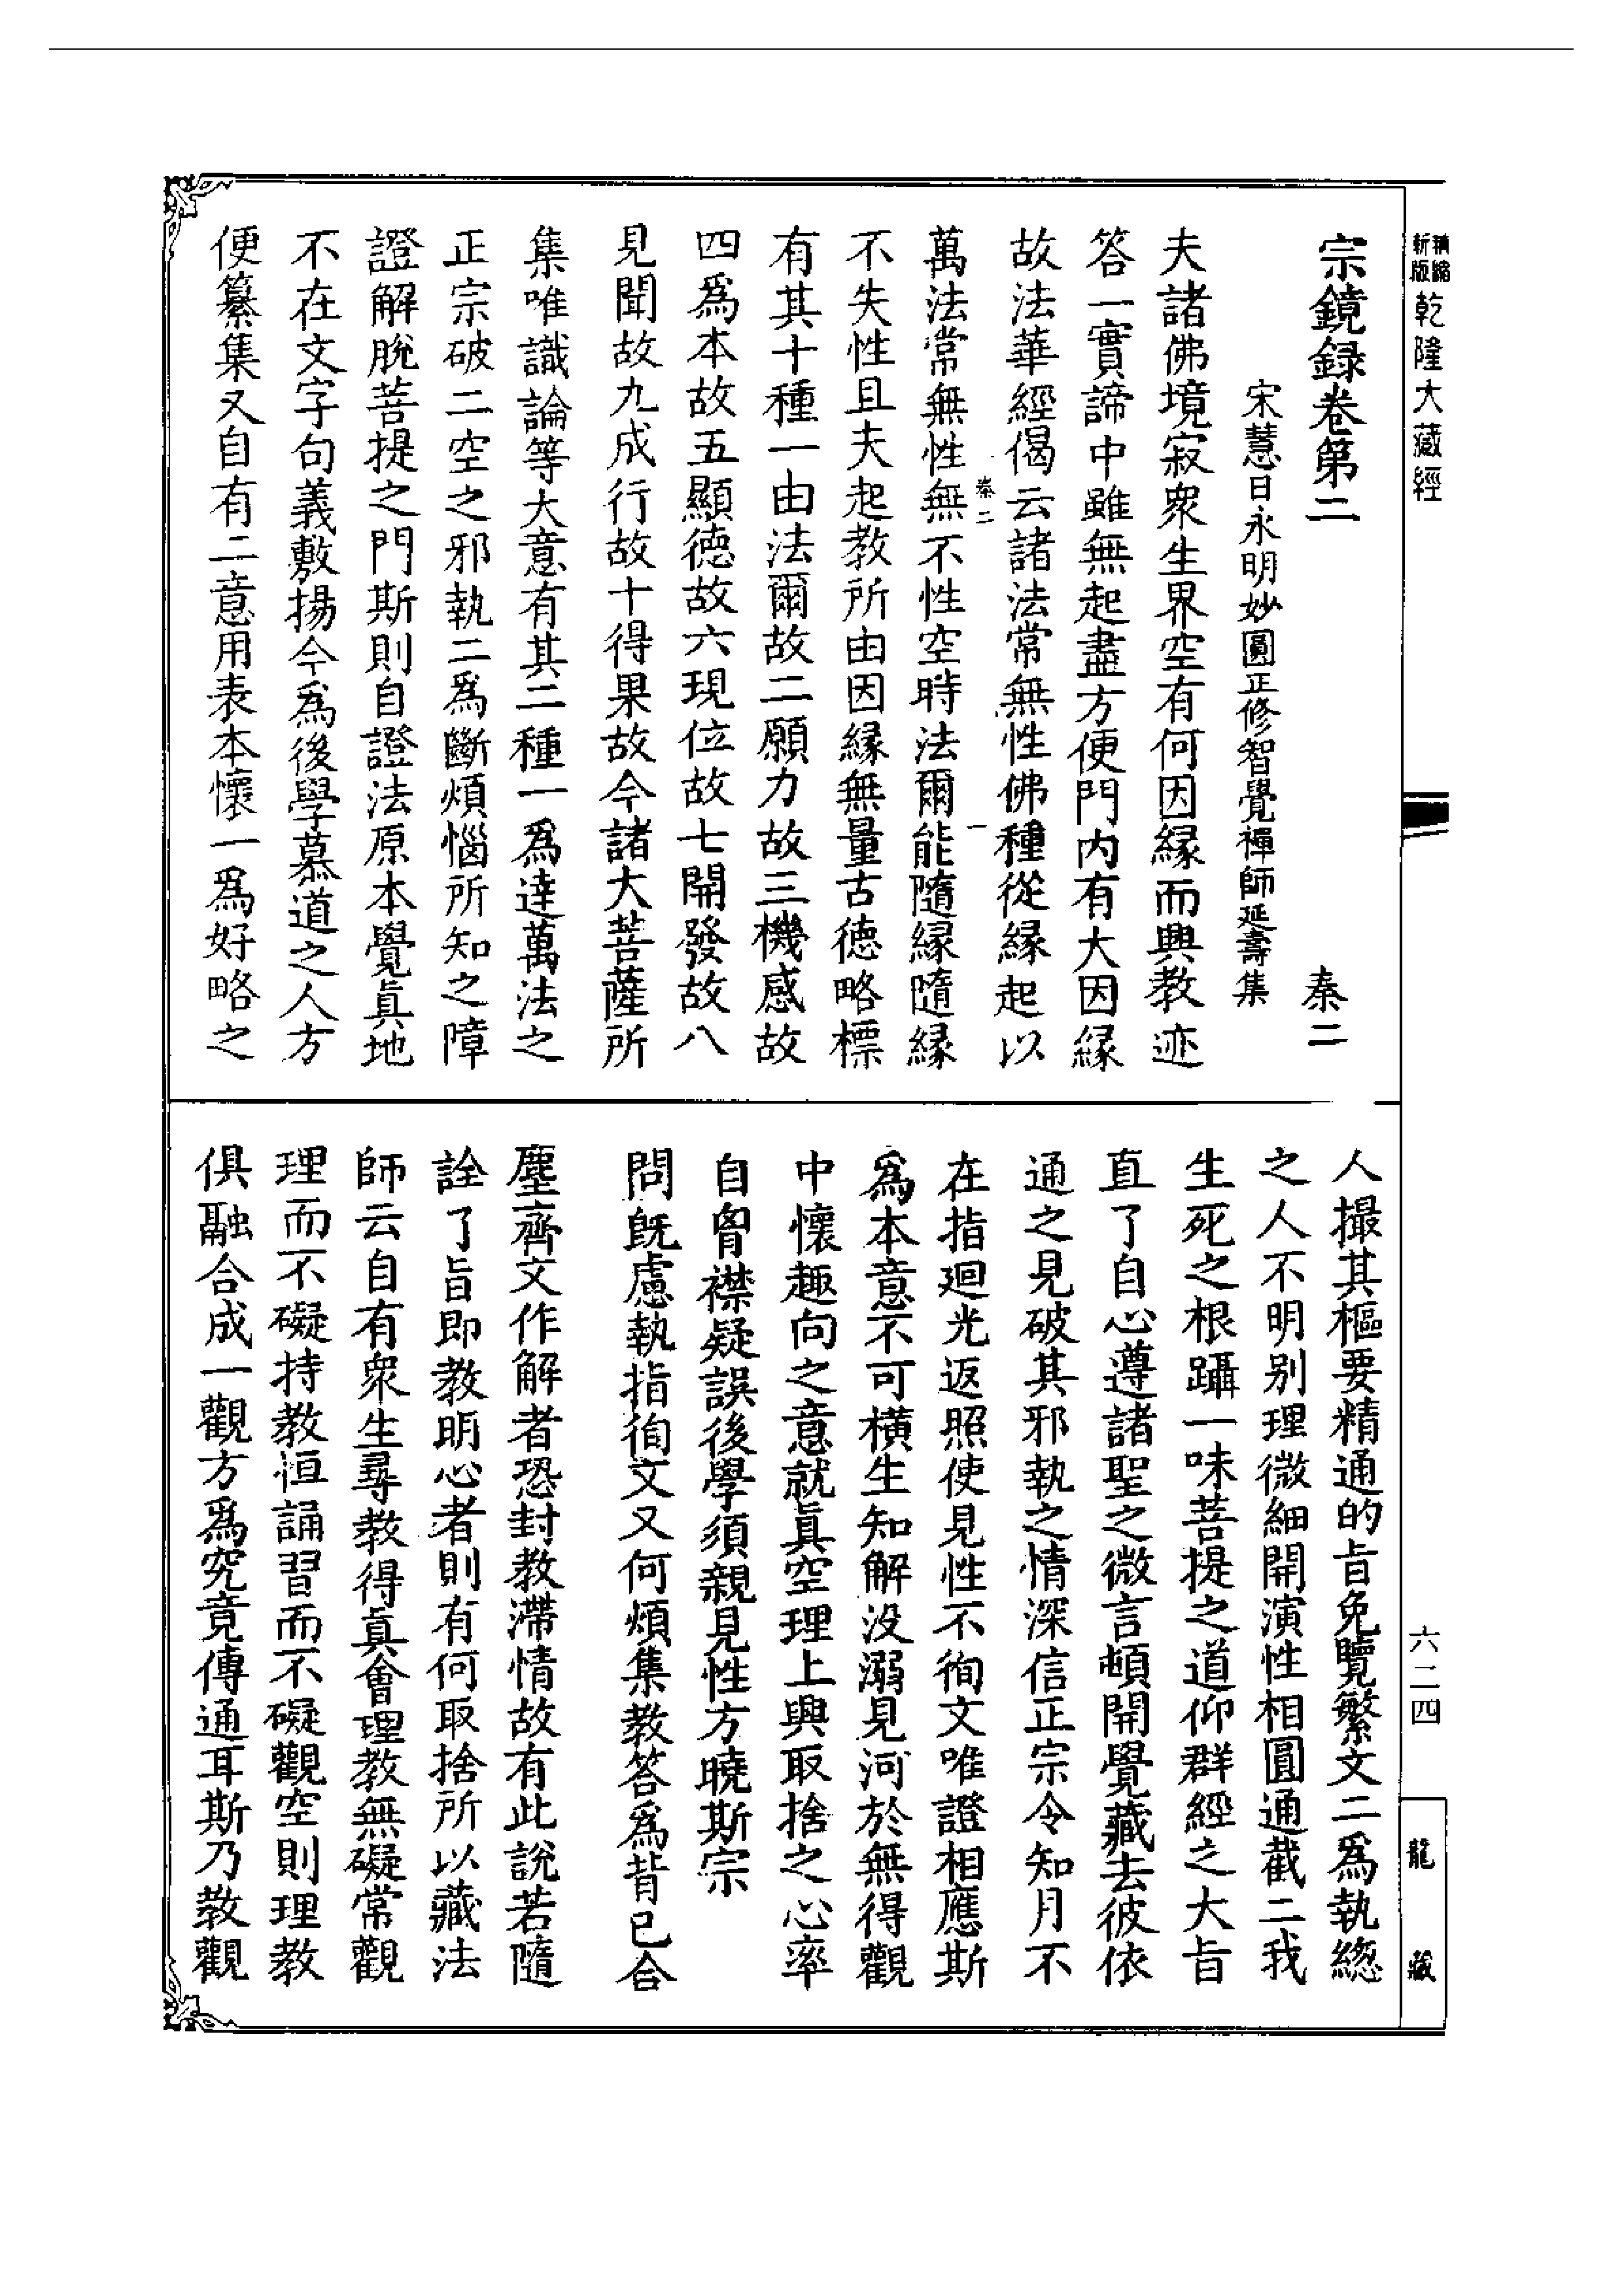 精縮新版乾隆大藏經
宗鏡録卷第二　秦二
宋慧日永明妙圓正修智覺禪師延壽集
夫諸佛境寂衆生界空有何因縁而興教迹
答一實諦中雖無起盡方便門内有大因縁
故法華經偈云諸法常無性佛種從縁起以
秦二　一
萬法常無性無不性空時法爾能隨縁隨縁
不失性且夫起教所由因縁無量古德略標
有其十種一由法爾故二願力故三機感故
四爲本故五顯德故六現位故七開發故八
見聞故九成行故十得果故今諸大菩薩所
集唯識論等大意有其二種一爲達萬法之
正宗破二空之邪執二爲斷煩惱所知之障
證解脫菩提之門斯則自證法原本覺眞地
不在文字句義敷揚今爲後學慕道之人方
便纂集又自有二意用表本懷一爲好略之
人撮其樞要精通的旨免覽繁文二爲執總
之人不明别理微細開演性相圓通截二我
生死之根躡一味菩提之道仰群經之大旨
直了自心遵諸聖之微言頓開覺藏去彼依
通之見破其邪執之情深信正宗令知月不
在指廻光返照使見性不徇文唯證相應斯
爲本意不可横生知解没溺見河於無得觀
中懷趣向之意就眞空理上興取捨之心率
自胷襟疑誤後學須親見性方曉斯宗
問既慮執指徇文又何煩集教答爲背已合
塵齊文作解者恐封教滯情故有此說若隨
詮了旨即教明心者則有何取捨所以藏法
師云自有衆生尋教得眞會理教無礙常觀
理而不礙持教恒誦習而不礙觀空則理教
俱融合成一觀方爲究竟傳通耳斯乃教觀
六二四
龍藏